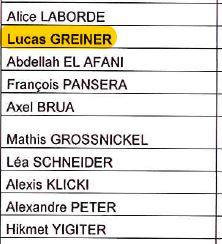 Alice LABORDE
Lucas GREINER
Abdellah EL AFANI
François PANSERA
Axel BRUA
Mathis GROSSNICKEL
Léa SCHNEIDER
Alexis KLICKI
Alexandre PETER
Hikmet YIGITER